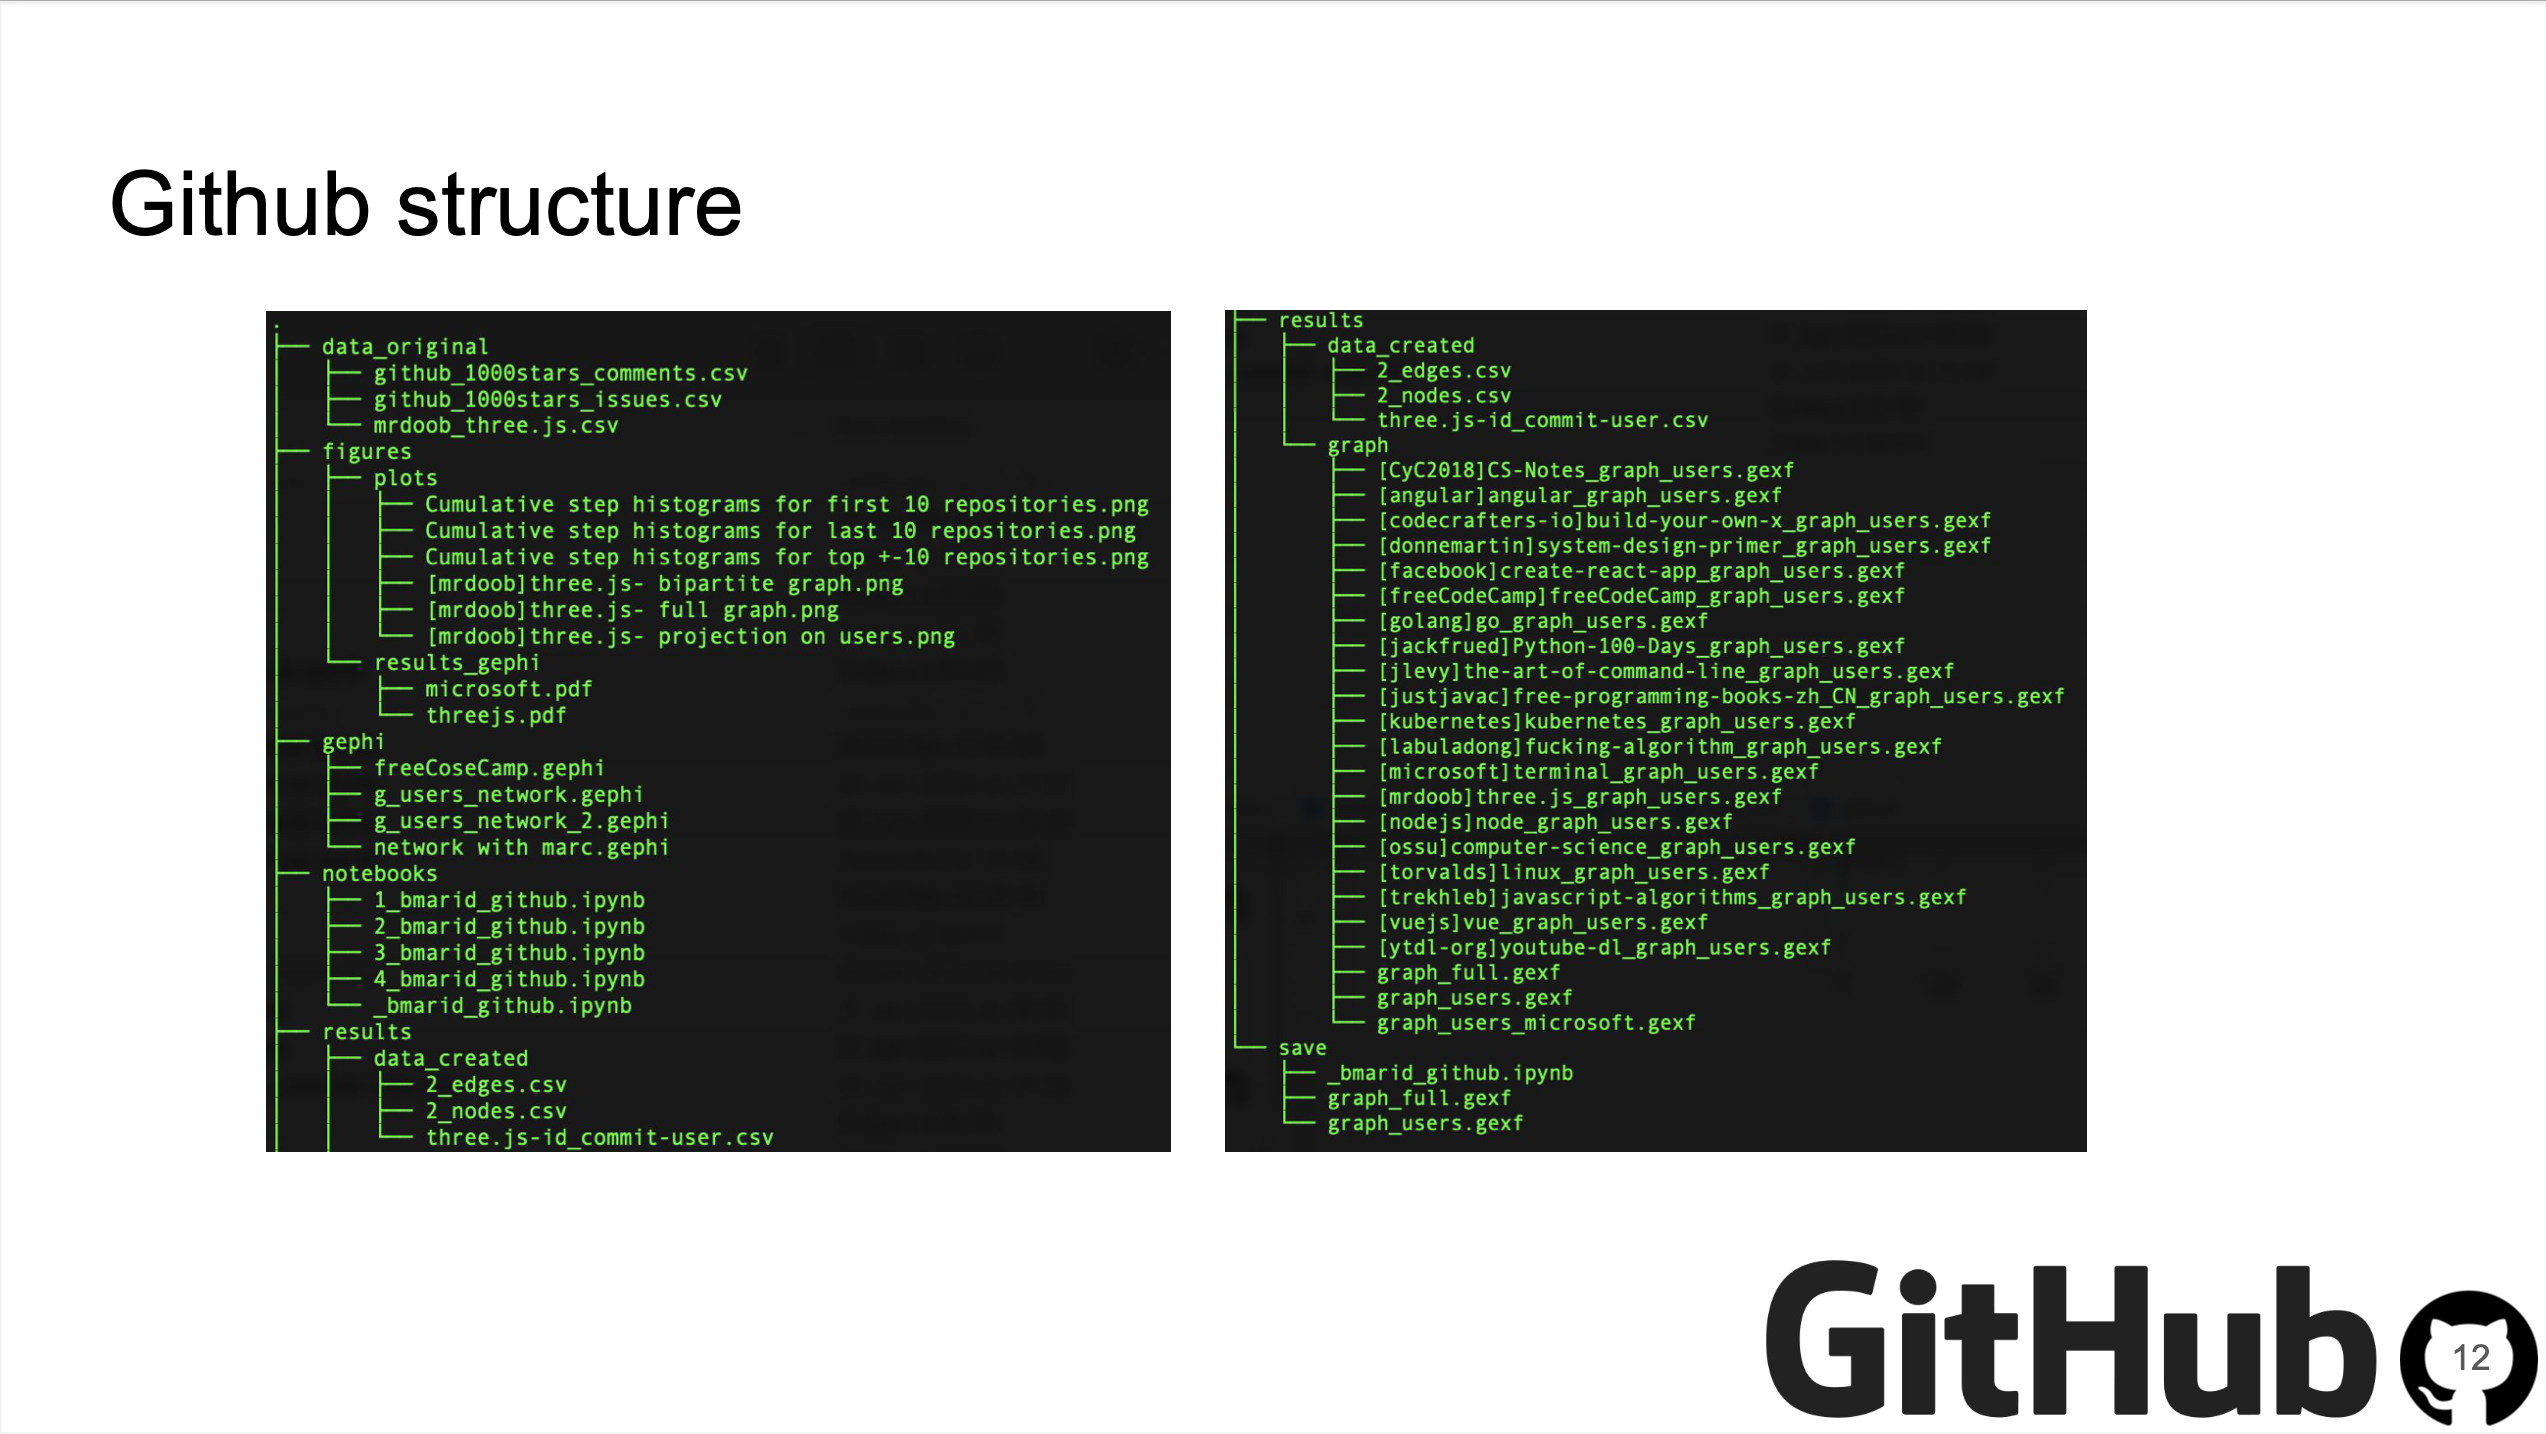 Github structure
.
├── data_original
│   ├── github_1000stars_comments.csv
│   ├── github_1000stars_issues.csv
│   └── mrdoob_three.js.csv
├── figures
│   ├── plots
│   │   ├── Cumulative step histograms for first 10 repositories.png
│   │   ├── Cumulative step histograms for last 10 repositories.png
│   │   ├── Cumulative step histograms for top +-10 repositories.png
│   │   ├── [mrdoob]three.js- bipartite graph.png
│   │   ├── [mrdoob]three.js- full graph.png
│   │   └── [mrdoob]three.js- projection on users.png
│   └── results_gephi
│       ├── microsoft.pdf
│       └── threejs.pdf
├── gephi
│   ├── freeCoseCamp.gephi
│   ├── g_users_network.gephi
│   ├── g_users_network_2.gephi
│   └── network with marc.gephi
├── notebooks
│   ├── 1_bmarid_github.ipynb
│   ├── 2_bmarid_github.ipynb
│   ├── 3_bmarid_github.ipynb
│   ├── 4_bmarid_github.ipynb
│   └── _bmarid_github.ipynb
├── results
│   ├── data_created
│   │   ├── 2_edges.csv
│   │   ├── 2_nodes.csv
│   │   └── three.js-id_commit-user.csv
├── results
│   ├── data_created
│   │   ├── 2_edges.csv
│   │   ├── 2_nodes.csv
│   │   └── three.js-id_commit-user.csv
│   └── graph
│       ├── [CyC2018]CS-Notes_graph_users.gexf
│       ├── [angular]angular_graph_users.gexf
│       ├── [codecrafters-io]build-your-own-x_graph_users.gexf
│       ├── [donnemartin]system-design-primer_graph_users.gexf
│       ├── [facebook]create-react-app_graph_users.gexf
│       ├── [freeCodeCamp]freeCodeCamp_graph_users.gexf
│       ├── [golang]go_graph_users.gexf
│       ├── [jackfrued]Python-100-Days_graph_users.gexf
│       ├── [jlevy]the-art-of-command-line_graph_users.gexf
│       ├── [justjavac]free-programming-books-zh_CN_graph_users.gexf
│       ├── [kubernetes]kubernetes_graph_users.gexf
│       ├── [labuladong]fucking-algorithm_graph_users.gexf
│       ├── [microsoft]terminal_graph_users.gexf
│       ├── [mrdoob]three.js_graph_users.gexf
│       ├── [nodejs]node_graph_users.gexf
│       ├── [ossu]computer-science_graph_users.gexf
│       ├── [torvalds]linux_graph_users.gexf
│       ├── [trekhleb]javascript-algorithms_graph_users.gexf
│       ├── [vuejs]vue_graph_users.gexf
│       ├── [ytdl-org]youtube-dl_graph_users.gexf
│       ├── graph_full.gexf
│       ├── graph_users.gexf
│       └── graph_users_microsoft.gexf
└── save
    ├── _bmarid_github.ipynb
    ├── graph_full.gexf
    └── graph_users.gexf
GitHub
12